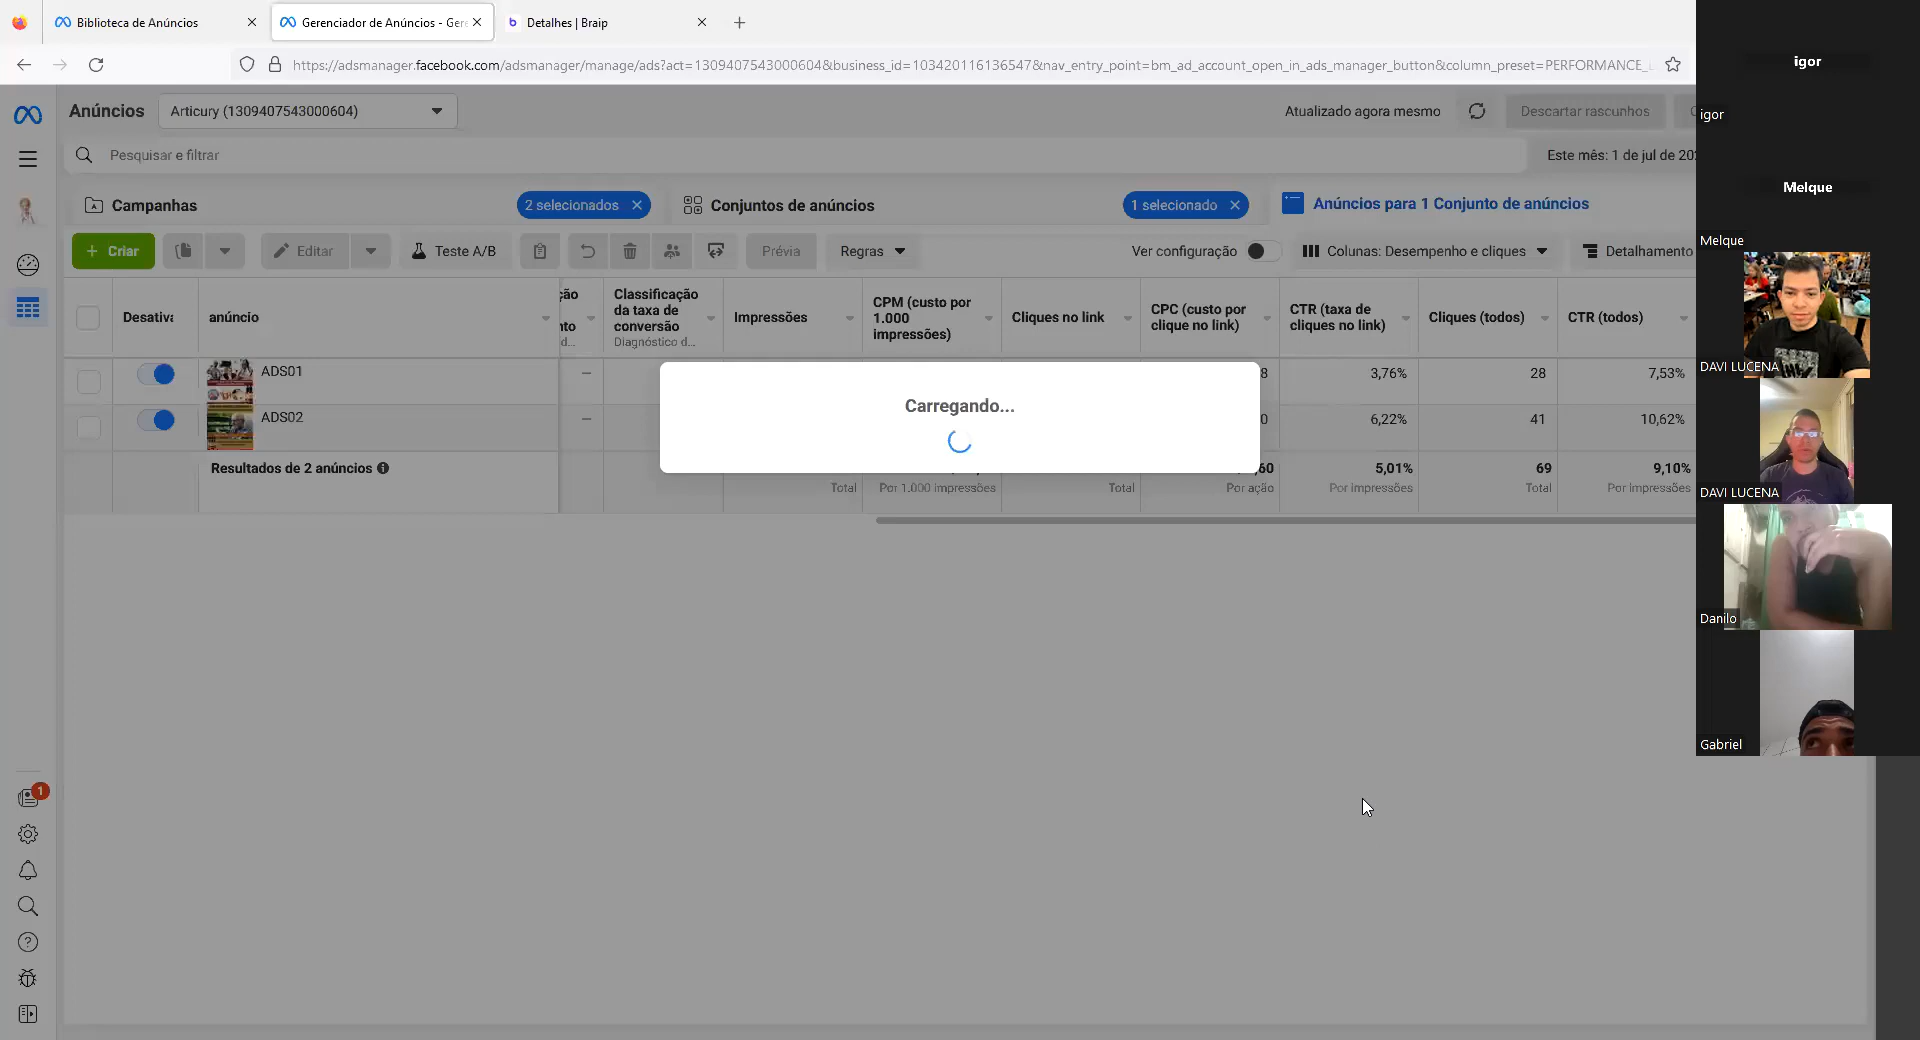 Biblioteca de Anúncios
Gerenciador de Anúncios - Ger
Detalhes | Braip
https://adsmanager.facebook.com/adsmanager/manage/ads?act=1309407543000604&business_id=103420116136547&nav_entry_point=bm_ad_account_open_in_ads_manager_button&column_preset=PERFORMANCE_
Anúncios
Articury (1309407543000604)
Atualizado agora mesmo
Descartar rascunhos
Pesquisar e filtrar
Este mês: 1 de jul de 20
Campanhas
2 selecionados
Conjuntos de anúncios
1 selecionado
Anúncios para 1 Conjunto de anúncios
+ Criar
Editar
Teste A/B
Prévia
Regras
Ver configuração
Colunas: Desempenho e cliques
Detalhamento
Desativa
anúncio
ção
nto
d...
Classificação
da taxa de
conversão
Diagnóstico d...
Impressões
CPM (custo por
1.000
impressões)
Cliques no link
CPC (custo por
clique no link)
CTR (taxa de
cliques no link)
Cliques (todos)
CTR (todos)
ADS01
—
8
3,76%
28
7,53%
ADS02
—
0
6,22%
41
10,62%
Carregando...
Resultados de 2 anúncios
60
5,01%
69
9,10%
Total
Por 1.000 impressões
Total
Por ação
Por impressões
Total
Por impressões
1
igor
igor
Melque
Melque
DAVI LUCENA
DAVI LUCENA
Danilo
Gabriel